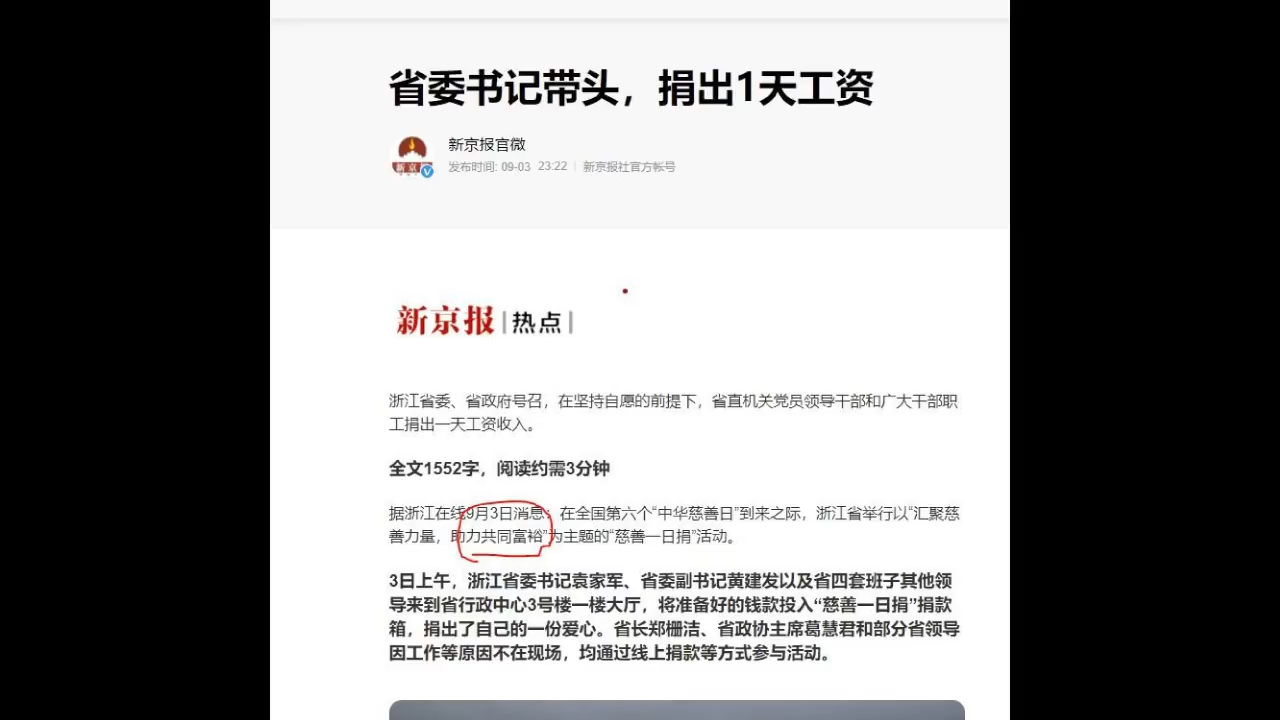 省委书记带头，捐出1天工资
新京报官微
发布时间: 09-03 23:22 | 新京报社官方帐号
新京报|热点|
浙江省委、省政府号召，在坚持自愿的前提下，省直机关党员领导干部和广大干部职
工捐出一天工资收入。
全文1552字，阅读约需3分钟
据浙江在线9月3日消息，在全国第六个“中华慈善日”到来之际，浙江省举行以“汇聚慈
善力量，助力共同富裕”为主题的“慈善一日捐”活动。
3日上午，浙江省委书记袁家军、省委副书记黄建发以及省四套班子其他领
导来到省行政中心3号楼一楼大厅，将准备好的钱款投入“慈善一日捐”捐款
箱，捐出了自己的一份爱心。省长郑栅洁、省政协主席葛慧君和部分省领导
因工作等原因不在现场，均通过线上捐款等方式参与活动。